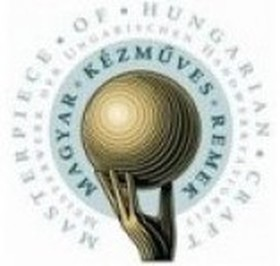 MASTERPIECE • OF • HUNGARIAN • CRAFT
MAGYAR • KÉZMŰVES • REMEK